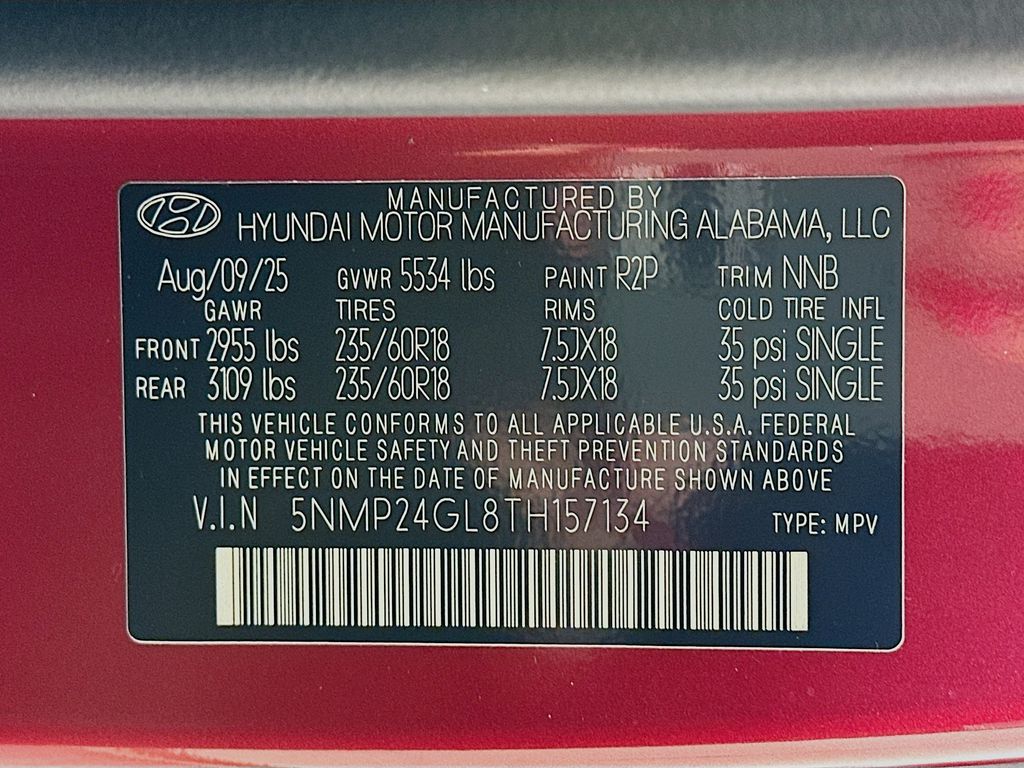 MANUFACTURED BY
HYUNDAI MOTOR MANUFACTURING ALABAMA, LLC
Aug/09/25 GVWR 5534 lbs PAINT R2P TRIM NNB
GAWR TIRES RIMS COLD TIRE INFL
FRONT 2955 lbs 235/60R18 7.5JX18 35 psi SINGLE
REAR 3109 lbs 235/60R18 7.5JX18 35 psi SINGLE
THIS VEHICLE CONFORMS TO ALL APPLICABLE U.S.A. FEDERAL
MOTOR VEHICLE SAFETY AND THEFT PREVENTION STANDARDS
IN EFFECT ON THE DATE OF MANUFACTURE SHOWN ABOVE
V.I.N 5NMP24GL8TH157134 TYPE: MPV